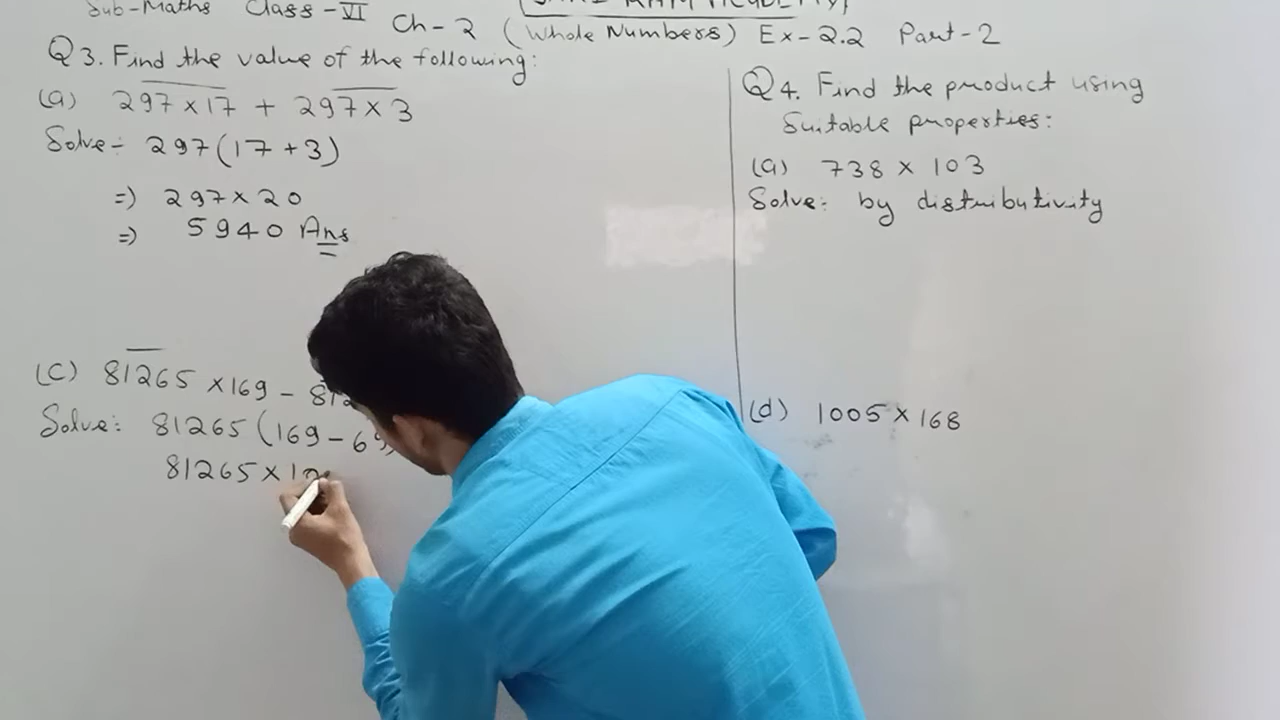 Sub-Maths Class-VI
Ch-2 (Whole Numbers) Ex-2.2 Part-2
Q3. Find the value of the following:
(a) 297 × 17 + 297 × 3
Solve- 297(17+3)
=) 297×20
=) 5940 Ans
(C) 81265 ×169 -
Solve: 81265 (169 - 69
81265×10
Q4. Find the product using
Suitable properties:
(a) 738 × 103
Solve: by distributivity
(d) 1005 × 168